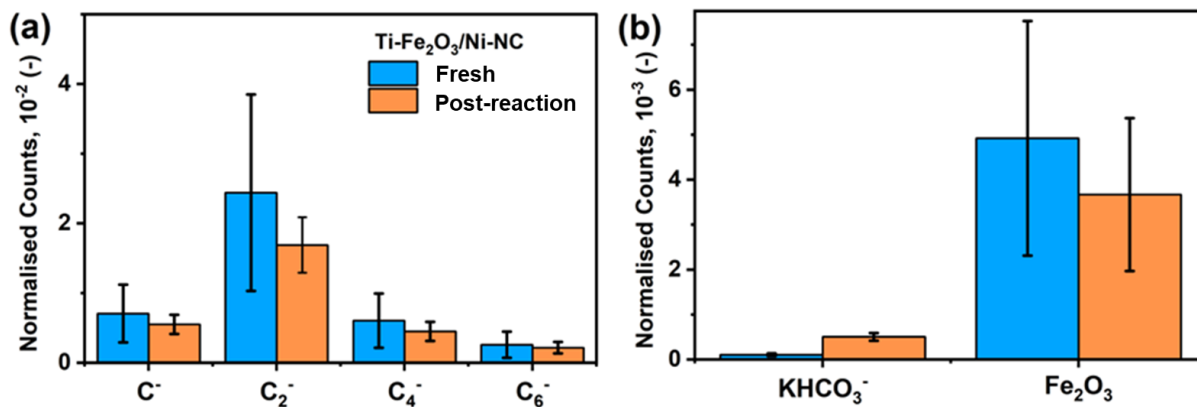 (a)
Ti-Fe₂O₃/Ni-NC
Fresh
Post-reaction
Normalised Counts, 10⁻² (-)
4
2
0
C⁻
C₂⁻
C₄⁻
C₆⁻
(b)
Normalised Counts, 10⁻³ (-)
6
4
2
0
KHCO₃⁻
Fe₂O₃